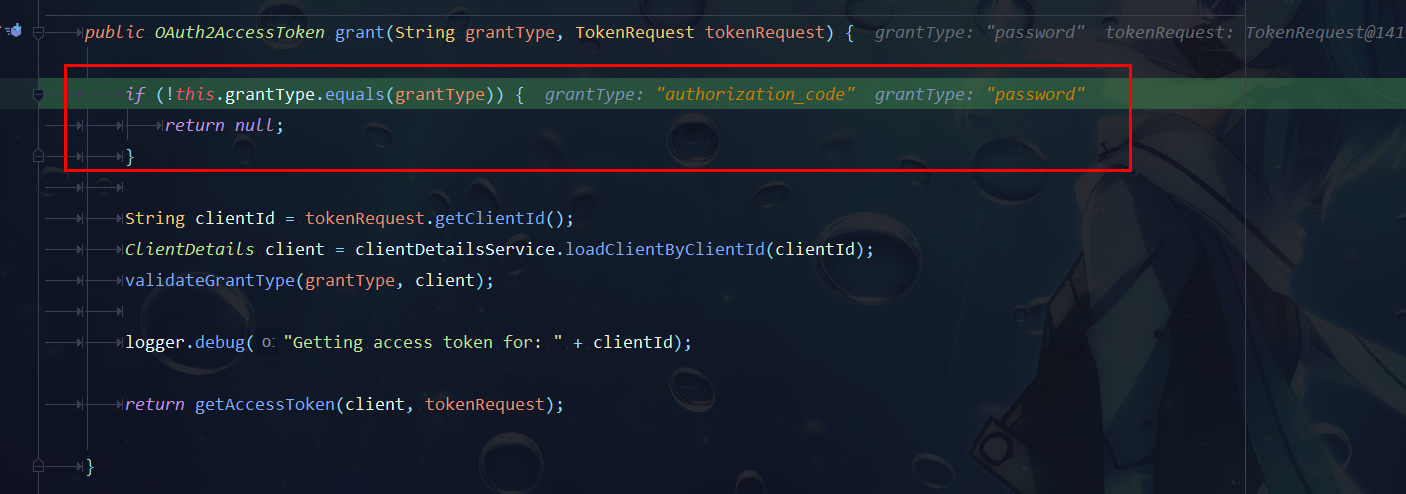 public OAuth2AccessToken grant(String grantType, TokenRequest tokenRequest) { grantType: "password" tokenRequest: TokenRequest@141
if (!this.grantType.equals(grantType)) { grantType: "authorization_code" grantType: "password"
return null;
}
String clientId = tokenRequest.getClientId();
ClientDetails client = clientDetailsService.loadClientByClientId(clientId);
validateGrantType(grantType, client);
logger.debug( o: "Getting access token for: " + clientId);
return getAccessToken(client, tokenRequest);
}